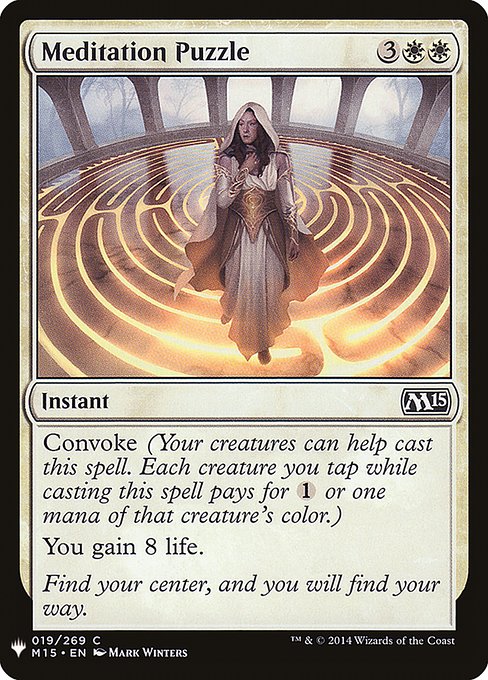 Meditation Puzzle 3
Instant M15
Convoke (Your creatures can help cast
this spell. Each creature you tap while
casting this spell pays for 1 or one
mana of that creature's color.)
You gain 8 life.
Find your center, and you will find your
way.
019/269 C
M15 • EN Mark Winters
™ & © 2014 Wizards of the Coast